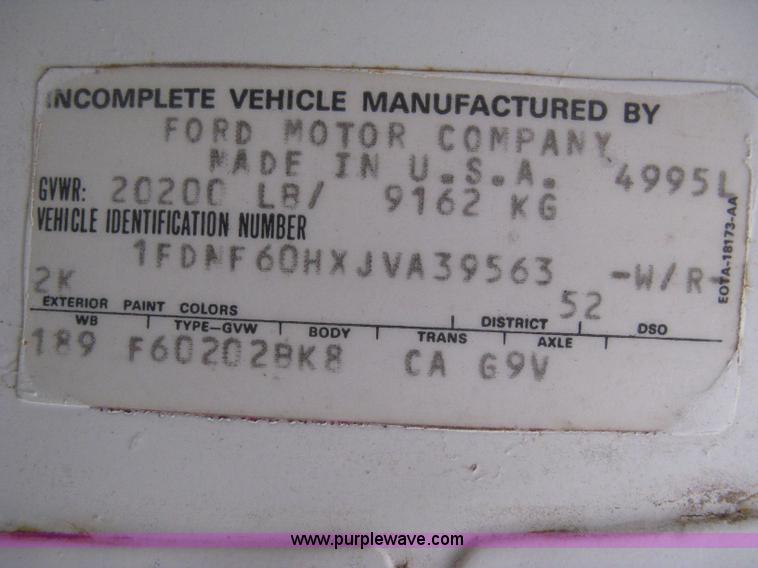 INCOMPLETE VEHICLE MANUFACTURED BY
FORD MOTOR COMPANY
MADE IN U.S.A. 4995L
GVWR: 20200 LB/ 9162 KG
VEHICLE IDENTIFICATION NUMBER
1FDNF60HXJVA39563 -W/R-
2K 52
EXTERIOR PAINT COLORS DISTRICT DSO
WB TYPE-GVW BODY TRANS AXLE
189 F60202BK8 CA G9V
EOTA-18173-AA
www.purplewave.com